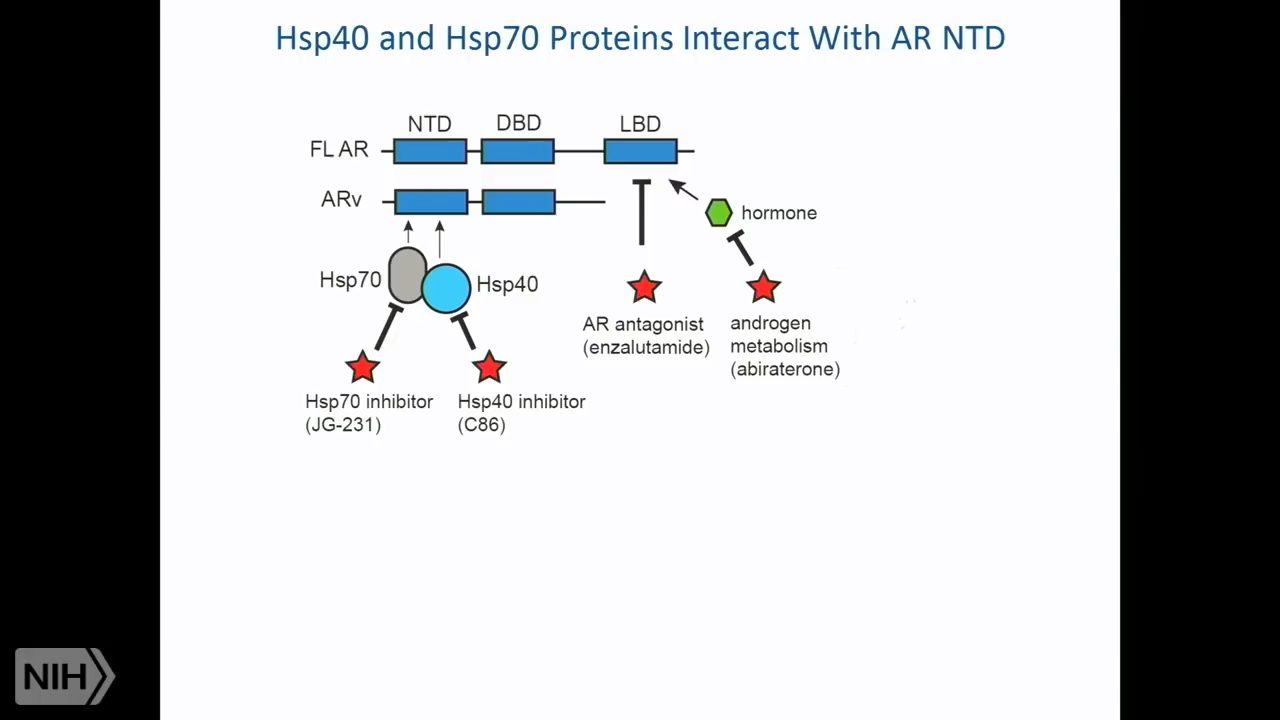 Hsp40 and Hsp70 Proteins Interact With AR NTD
NTD
DBD
LBD
FL AR
ARv
hormone
Hsp70
Hsp40
AR antagonist
(enzalutamide)
androgen
metabolism
(abiraterone)
Hsp70 inhibitor
(JG-231)
Hsp40 inhibitor
(C86)
NIH